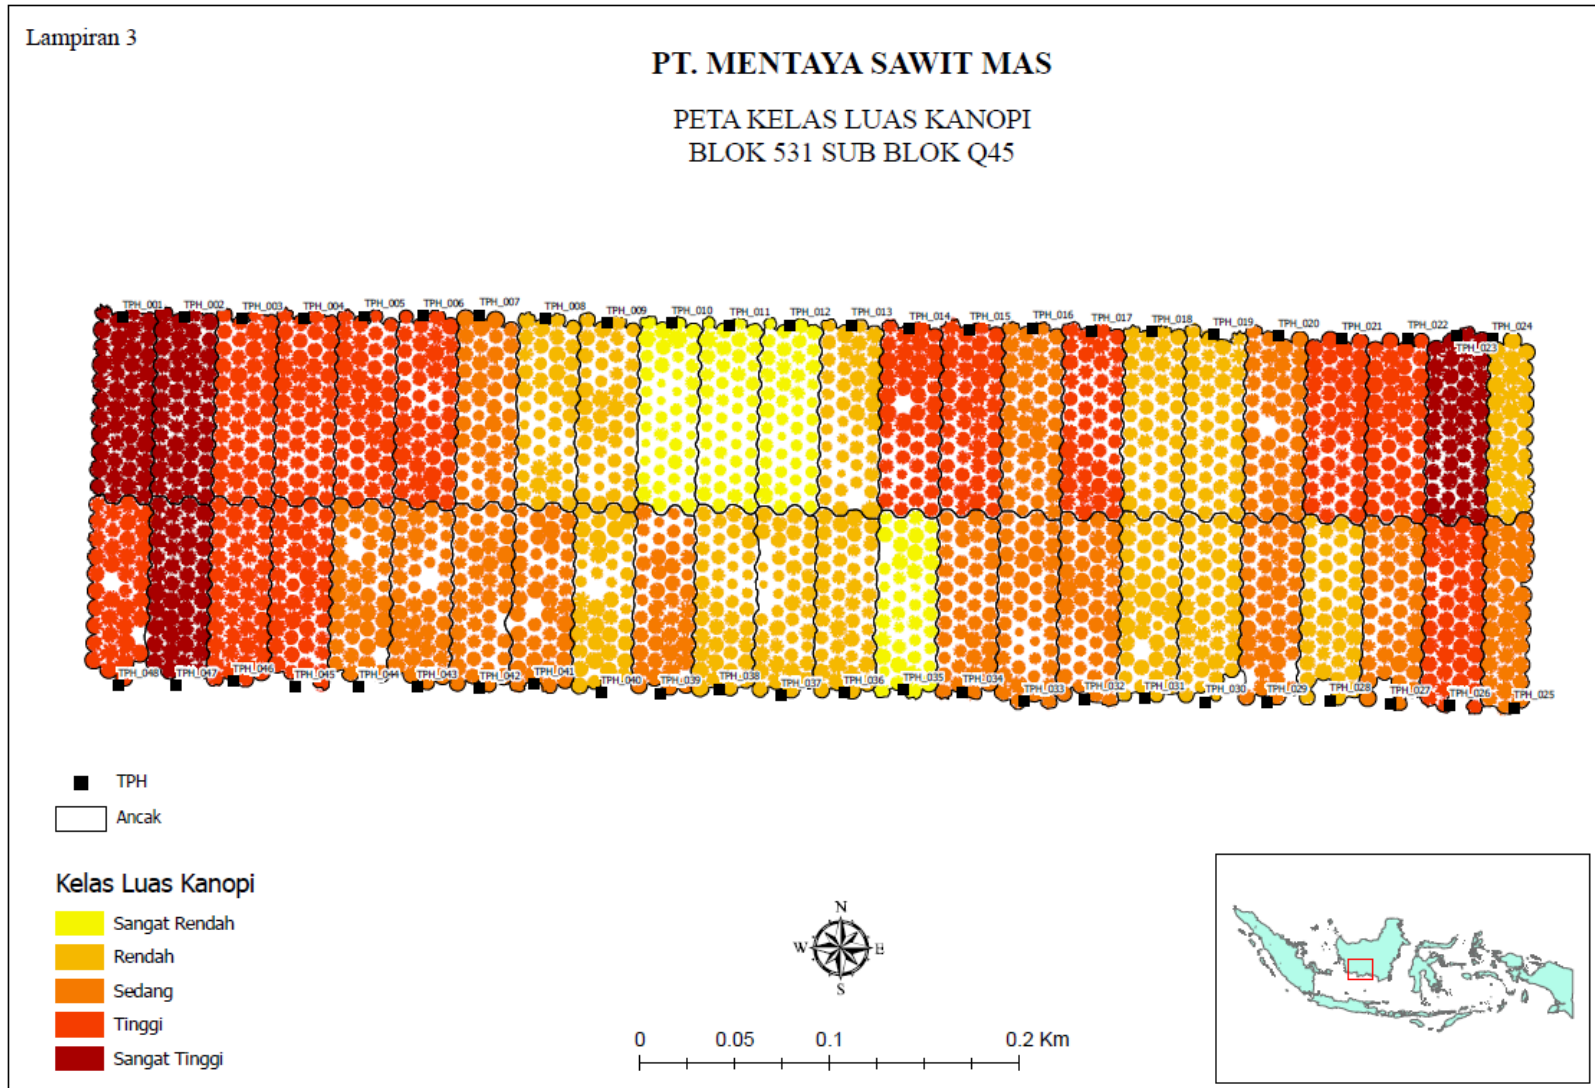 Lampiran 3
PT. MENTAYA SAWIT MAS
PETA KELAS LUAS KANOPI
BLOK 531 SUB BLOK Q45
TPH_001 TPH_002 TPH_003 TPH_004 TPH_005 TPH_006 TPH_007 TPH_008 TPH_009 TPH_010 TPH_011 TPH_012 TPH_013 TPH_014 TPH_015 TPH_016 TPH_017 TPH_018 TPH_019 TPH_020 TPH_021 TPH_022 TPH_023 TPH_024
TPH_048 TPH_047 TPH_046 TPH_045 TPH_044 TPH_043 TPH_042 TPH_041 TPH_040 TPH_039 TPH_038 TPH_037 TPH_036 TPH_035 TPH_034 TPH_033 TPH_032 TPH_031 TPH_030 TPH_029 TPH_028 TPH_027 TPH_026 TPH_025
TPH
Ancak
Kelas Luas Kanopi
Sangat Rendah
Rendah
Sedang
Tinggi
Sangat Tinggi
N
W E
S
0 0.05 0.1 0.2 Km